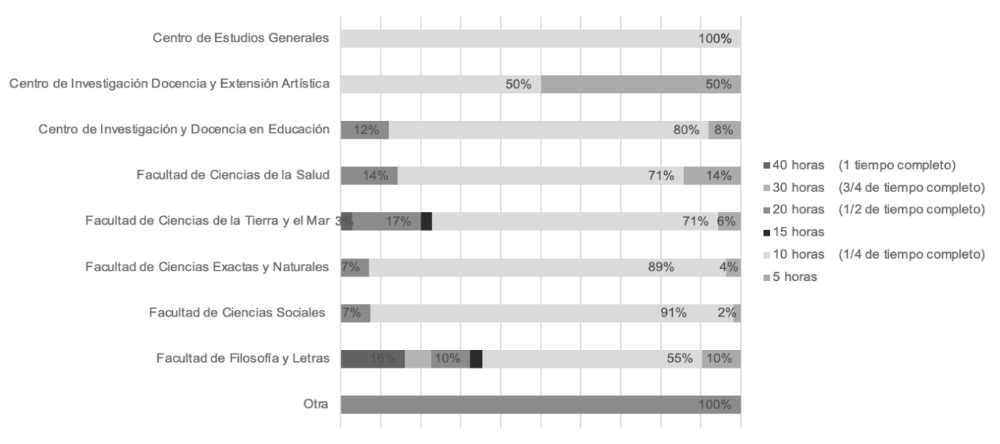 Centro de Estudios Generales 100%
Centro de Investigación Docencia y Extensión Artística 50% 50%
Centro de Investigación y Docencia en Educación 12% 80% 8%
Facultad de Ciencias de la Salud 14% 71% 14%
Facultad de Ciencias de la Tierra y el Mar 3% 17% 71% 6%
Facultad de Ciencias Exactas y Naturales 7% 89% 4%
Facultad de Ciencias Sociales 7% 91% 2%
Facultad de Filosofía y Letras 16% 10% 55% 10%
Otra 100%
40 horas (1 tiempo completo)
30 horas (3/4 de tiempo completo)
20 horas (1/2 de tiempo completo)
15 horas
10 horas (1/4 de tiempo completo)
5 horas